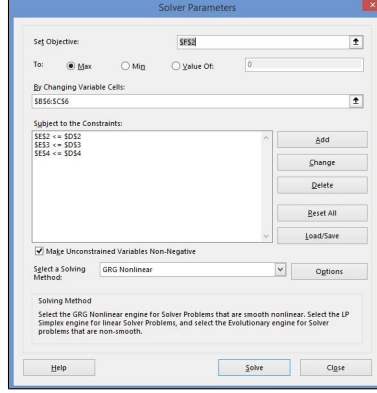 Solver Parameters
Set Objective: $F$2
To: Max Min Value Of: 0
By Changing Variable Cells:
$B$6:$C$6
Subject to the Constraints:
$E$2 <= $D$2
$E$3 <= $D$3
$E$4 <= $D$4
Add
Change
Delete
Reset All
Load/Save
Make Unconstrained Variables Non-Negative
Select a Solving Method: GRG Nonlinear Options
Solving Method
Select the GRG Nonlinear engine for Solver Problems that are smooth nonlinear. Select the LP
Simplex engine for linear Solver Problems, and select the Evolutionary engine for Solver
problems that are non-smooth.
Help Solve Close